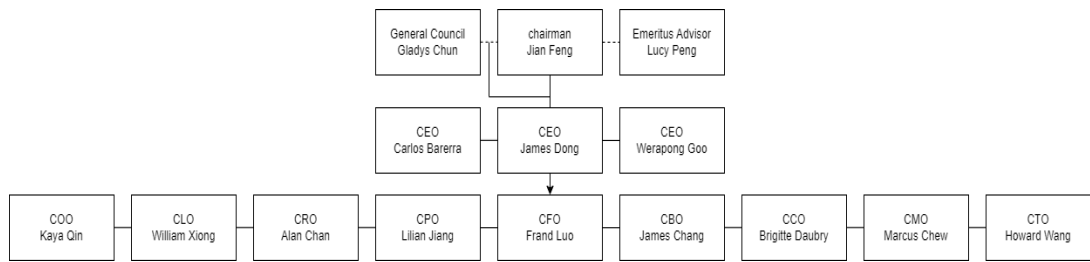 General Council
Gladys Chun
chairman
Jian Feng
Emeritus Advisor
Lucy Peng
CEO
Carlos Barerra
CEO
James Dong
CEO
Werapong Goo
COO
Kaya Qin
CLO
William Xiong
CRO
Alan Chan
CPO
Lilian Jiang
CFO
Frand Luo
CBO
James Chang
CCO
Brigitte Daubry
CMO
Marcus Chew
CTO
Howard Wang